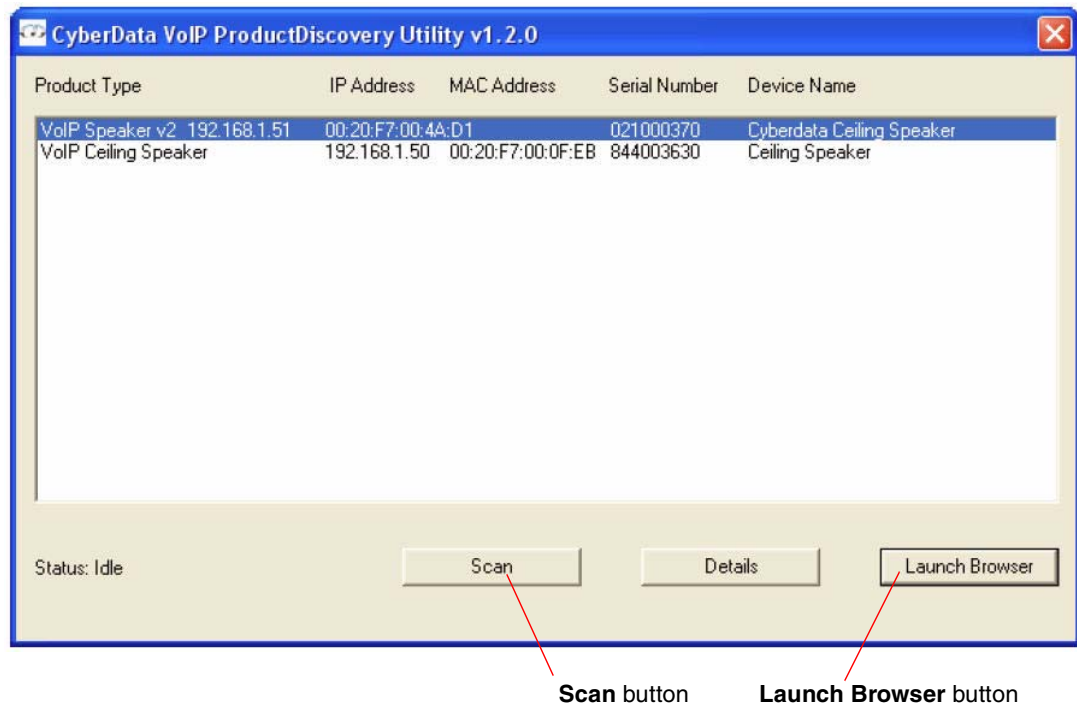 CyberData VoIP ProductDiscovery Utility v1.2.0
Product Type IP Address MAC Address Serial Number Device Name
VoIP Speaker v2 192.168.1.51 00:20:F7:00:4A:D1 021000370 Cyberdata Ceiling Speaker
VoIP Ceiling Speaker 192.168.1.50 00:20:F7:00:0F:EB 844003630 Ceiling Speaker
Status: Idle Scan Details Launch Browser
Scan button Launch Browser button